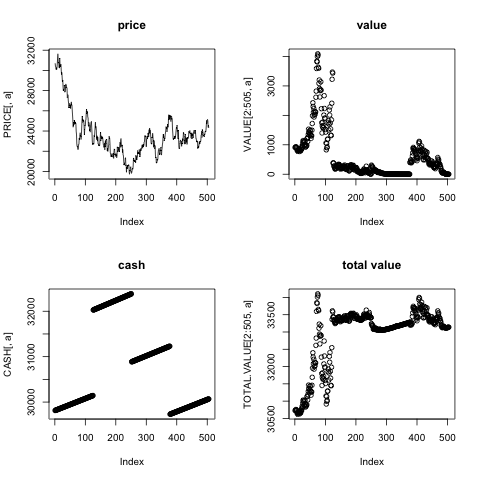 price
PRICE[, a]
20000 24000 28000 32000
0 100 200 300 400 500
Index
value
VALUE[2:505, a]
0 1000 3000
0 100 200 300 400 500
Index
cash
CASH[, a]
30000 31000 32000
0 100 200 300 400 500
Index
total value
TOTAL.VALUE[2:505, a]
30500 32000 33500
0 100 200 300 400 500
Index